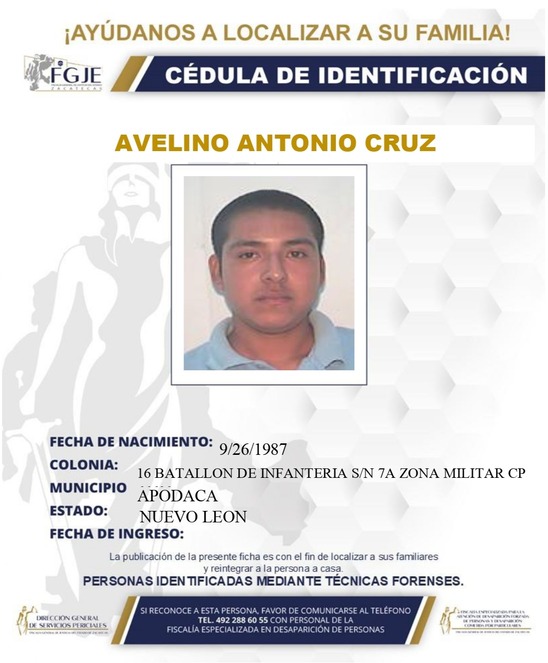 ¡AYÚDANOS A LOCALIZAR A SU FAMILIA!
FGJE
ZACATECAS
CÉDULA DE IDENTIFICACIÓN
AVELINO ANTONIO CRUZ
FECHA DE NACIMIENTO: 9/26/1987
COLONIA: 16 BATALLON DE INFANTERIA S/N 7A ZONA MILITAR CP
MUNICIPIO APODACA
ESTADO: NUEVO LEON
FECHA DE INGRESO:
La publicación de la presente ficha es con el fin de localizar a sus familiares
y reintegrar a la persona a casa.
PERSONAS IDENTIFICADAS MEDIANTE TÉCNICAS FORENSES.
DIRECCIÓN GENERAL
DE SERVICIOS PERICIALES
SI RECONOCE A ESTA PERSONA, FAVOR DE COMUNICARSE AL TELÉFONO
TEL. 492 288 60 55 CON PERSONAL DE LA
FISCALÍA ESPECIALIZADA EN DESAPARICIÓN DE PERSONAS